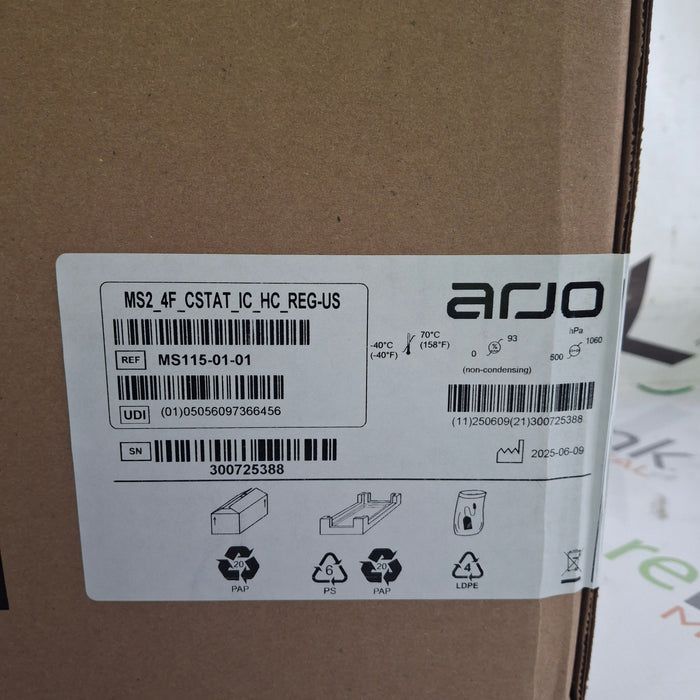 MS2_4F_CSTAT_IC_HC_REG-US
REF MS115-01-01
UDI (01)05056097366456
SN
300725388
arjo
-40°C
(-40°F)
70°C
(158°F)
0 % 93
(non-condensing)
hPa
500 1060
(11)250609(21)300725388
2025-06-09
20
PAP
6
PS
20
PAP
4
LDPE